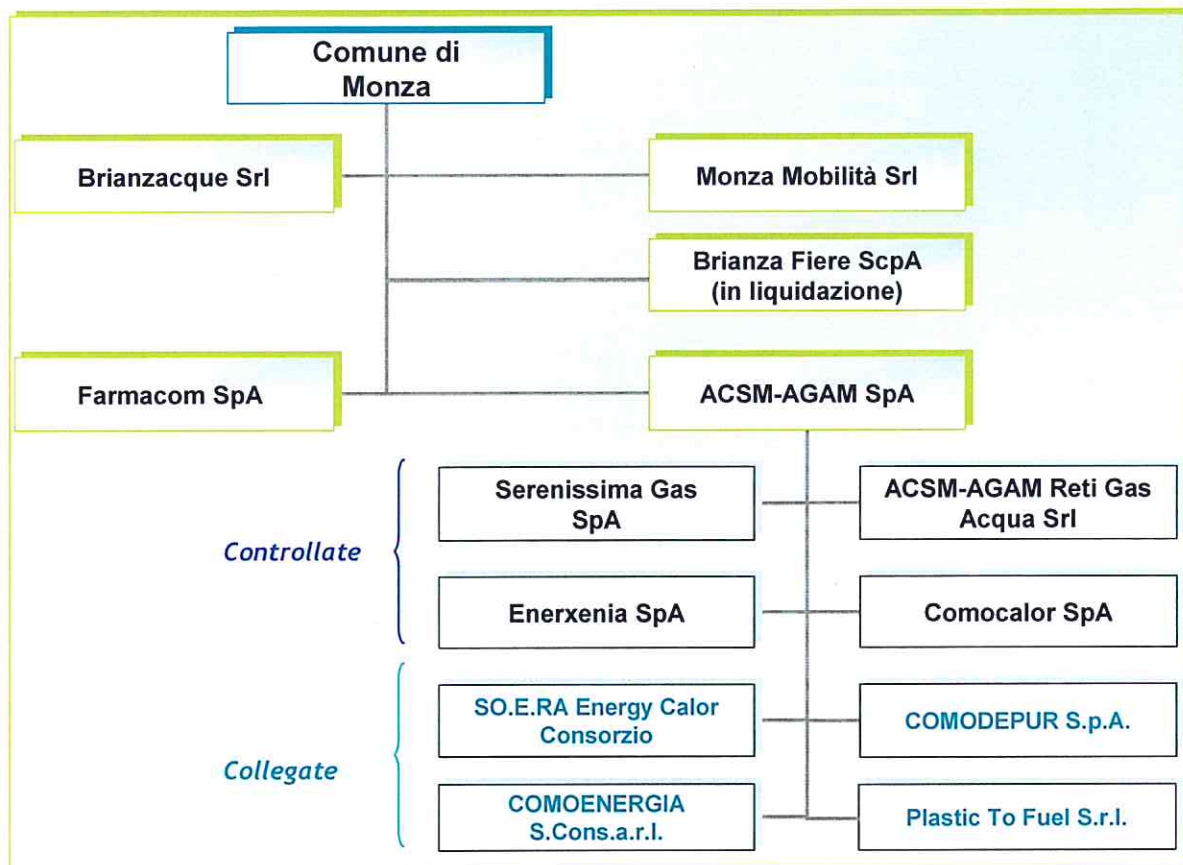 Comune di
Monza
Brianzacque Srl
Monza Mobilità Srl
Brianza Fiere ScpA
(in liquidazione)
Farmacom SpA
ACSM-AGAM SpA
Controllate
Serenissima Gas
SpA
ACSM-AGAM Reti Gas
Acqua Srl
Enerxenia SpA
Comocalor SpA
Collegate
SO.E.RA Energy Calor
Consorzio
COMODEPUR S.p.A.
COMOENERGIA
S.Cons.a.r.l.
Plastic To Fuel S.r.l.